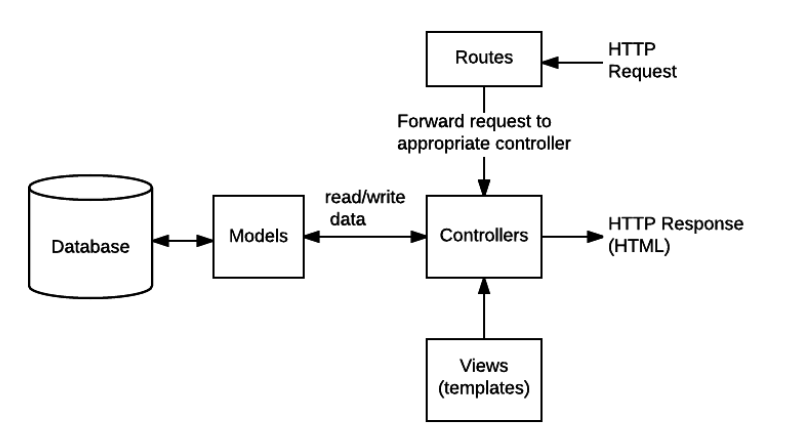 Routes
HTTP
Request
Forward request to
appropriate controller
read/write
data
Database
Models
Controllers
HTTP Response
(HTML)
Views
(templates)